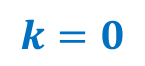 k = 0